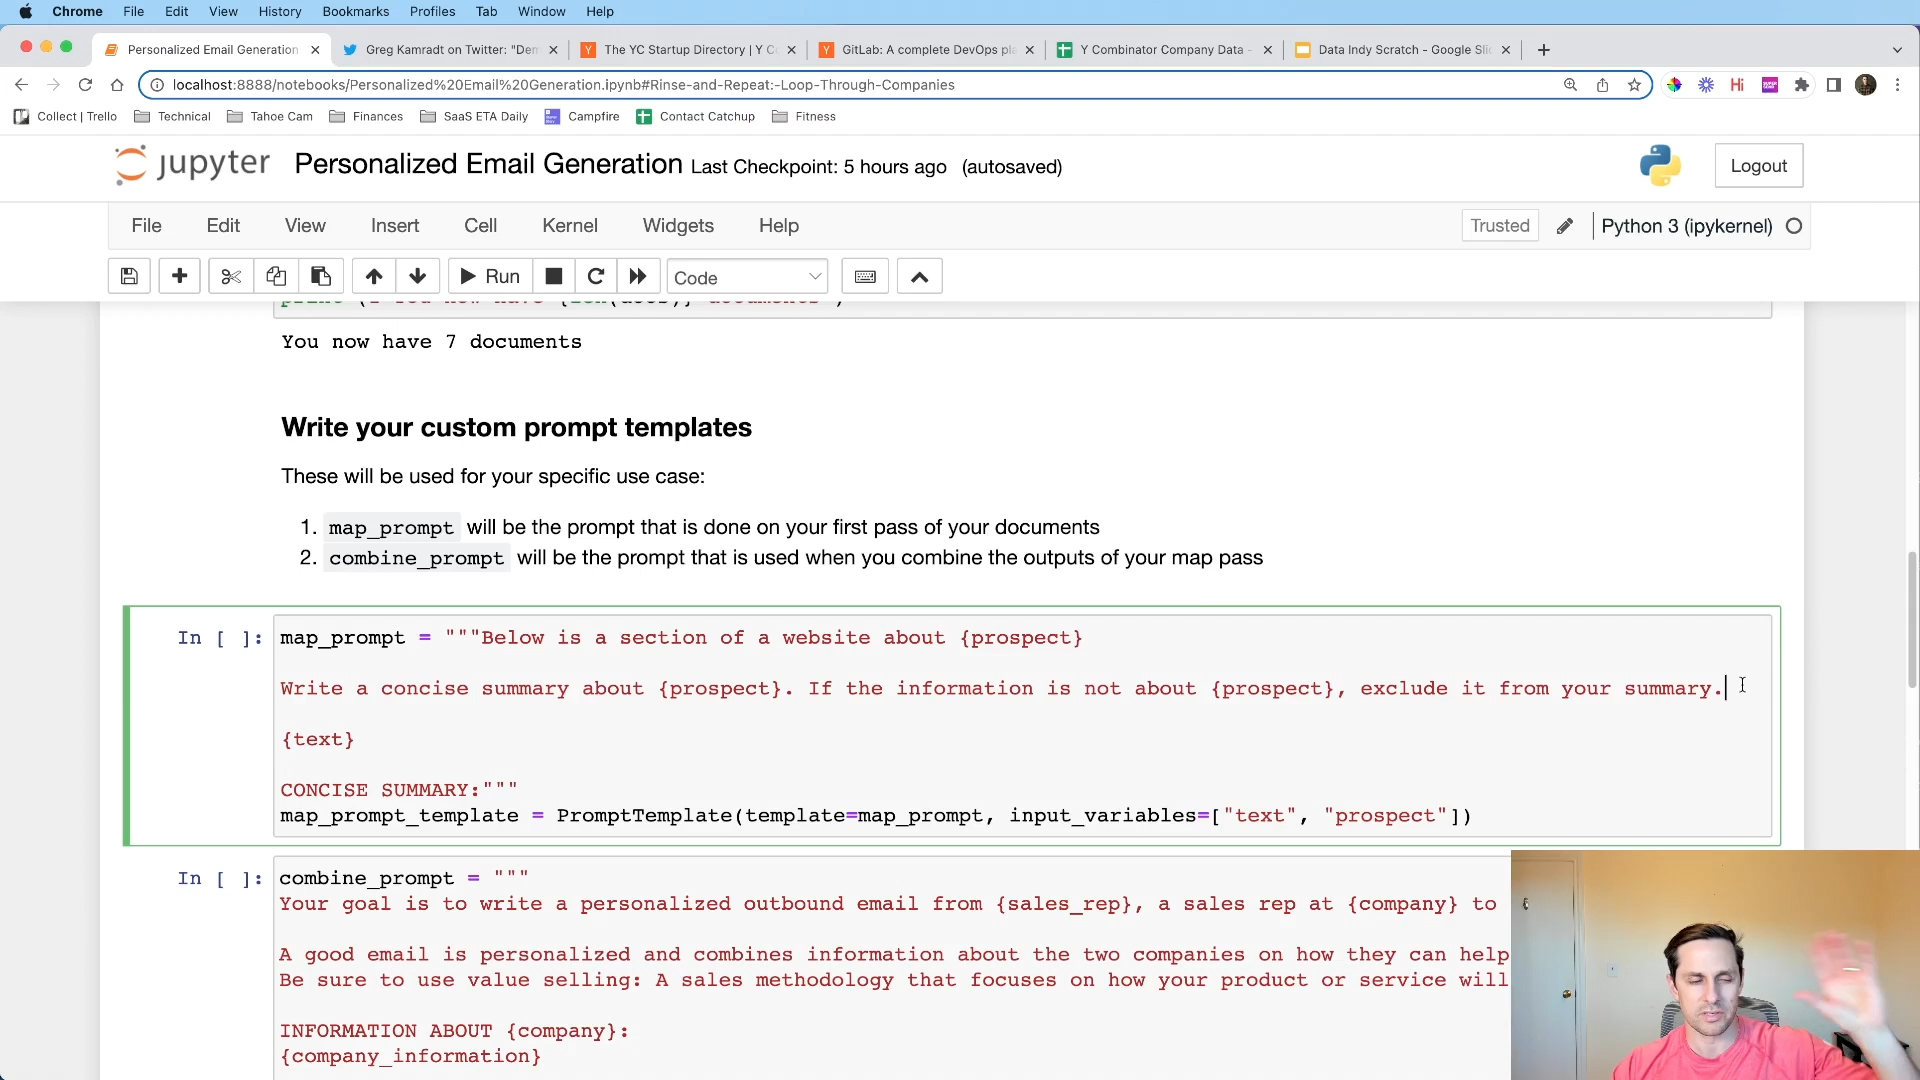 Chrome File Edit View History Bookmarks Profiles Tab Window Help
Personalized Email Generation
Greg Kamradt on Twitter: "Dem
The YC Startup Directory | Y C
GitLab: A complete DevOps pla
Y Combinator Company Data -
Data Indy Scratch - Google Slid
localhost:8888/notebooks/Personalized%20Email%20Generation.ipynb#Rinse-and-Repeat:-Loop-Through-Companies
Hi
Collect | Trello Technical Tahoe Cam Finances SaaS ETA Daily Campfire Contact Catchup Fitness
jupyter Personalized Email Generation Last Checkpoint: 5 hours ago (autosaved)
Logout
File Edit View Insert Cell Kernel Widgets Help
Trusted Python 3 (ipykernel)
Run Code
You now have 7 documents
Write your custom prompt templates
These will be used for your specific use case:
1. map_prompt will be the prompt that is done on your first pass of your documents
2. combine_prompt will be the prompt that is used when you combine the outputs of your map pass
In [ ]: map_prompt = """Below is a section of a website about {prospect}
Write a concise summary about {prospect}. If the information is not about {prospect}, exclude it from your summary.
{text}
CONCISE SUMMARY:"""
map_prompt_template = PromptTemplate(template=map_prompt, input_variables=["text", "prospect"])
In [ ]: combine_prompt = """
Your goal is to write a personalized outbound email from {sales_rep}, a sales rep at {company} to
A good email is personalized and combines information about the two companies on how they can help
Be sure to use value selling: A sales methodology that focuses on how your product or service will
INFORMATION ABOUT {company}:
{company_information}